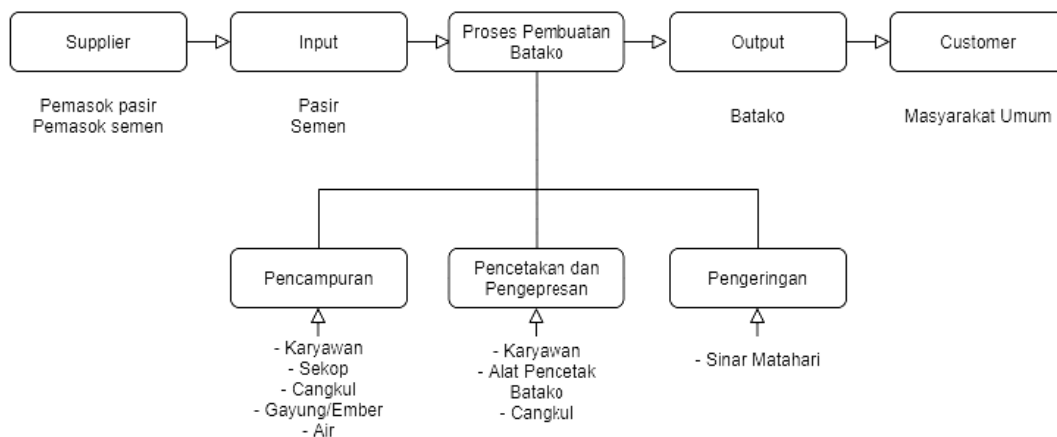 Supplier
Input
Proses Pembuatan
Batako
Output
Customer
Pemasok pasir
Pemasok semen
Pasir
Semen
Batako
Masyarakat Umum
Pencampuran
Pencetakan dan
Pengepresan
Pengeringan
- Karyawan
- Sekop
- Cangkul
- Gayung/Ember
- Air
- Karyawan
- Alat Pencetak
Batako
- Cangkul
- Sinar Matahari